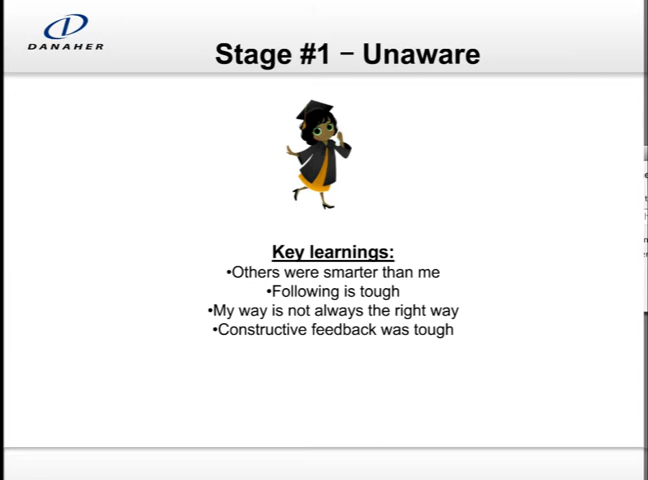 DANAHER
Stage #1 – Unaware
Key learnings:
•Others were smarter than me
•Following is tough
•My way is not always the right way
•Constructive feedback was tough